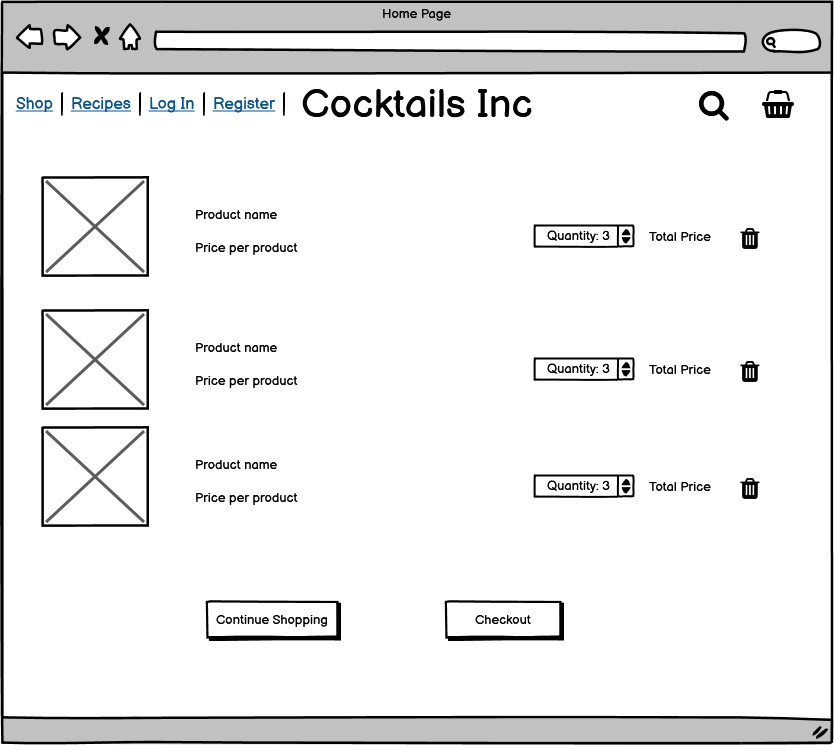 Home Page
Shop | Recipes | Log In | Register | Cocktails Inc
Product name
Price per product
Quantity: 3 Total Price
Product name
Price per product
Quantity: 3 Total Price
Product name
Price per product
Quantity: 3 Total Price
Continue Shopping Checkout